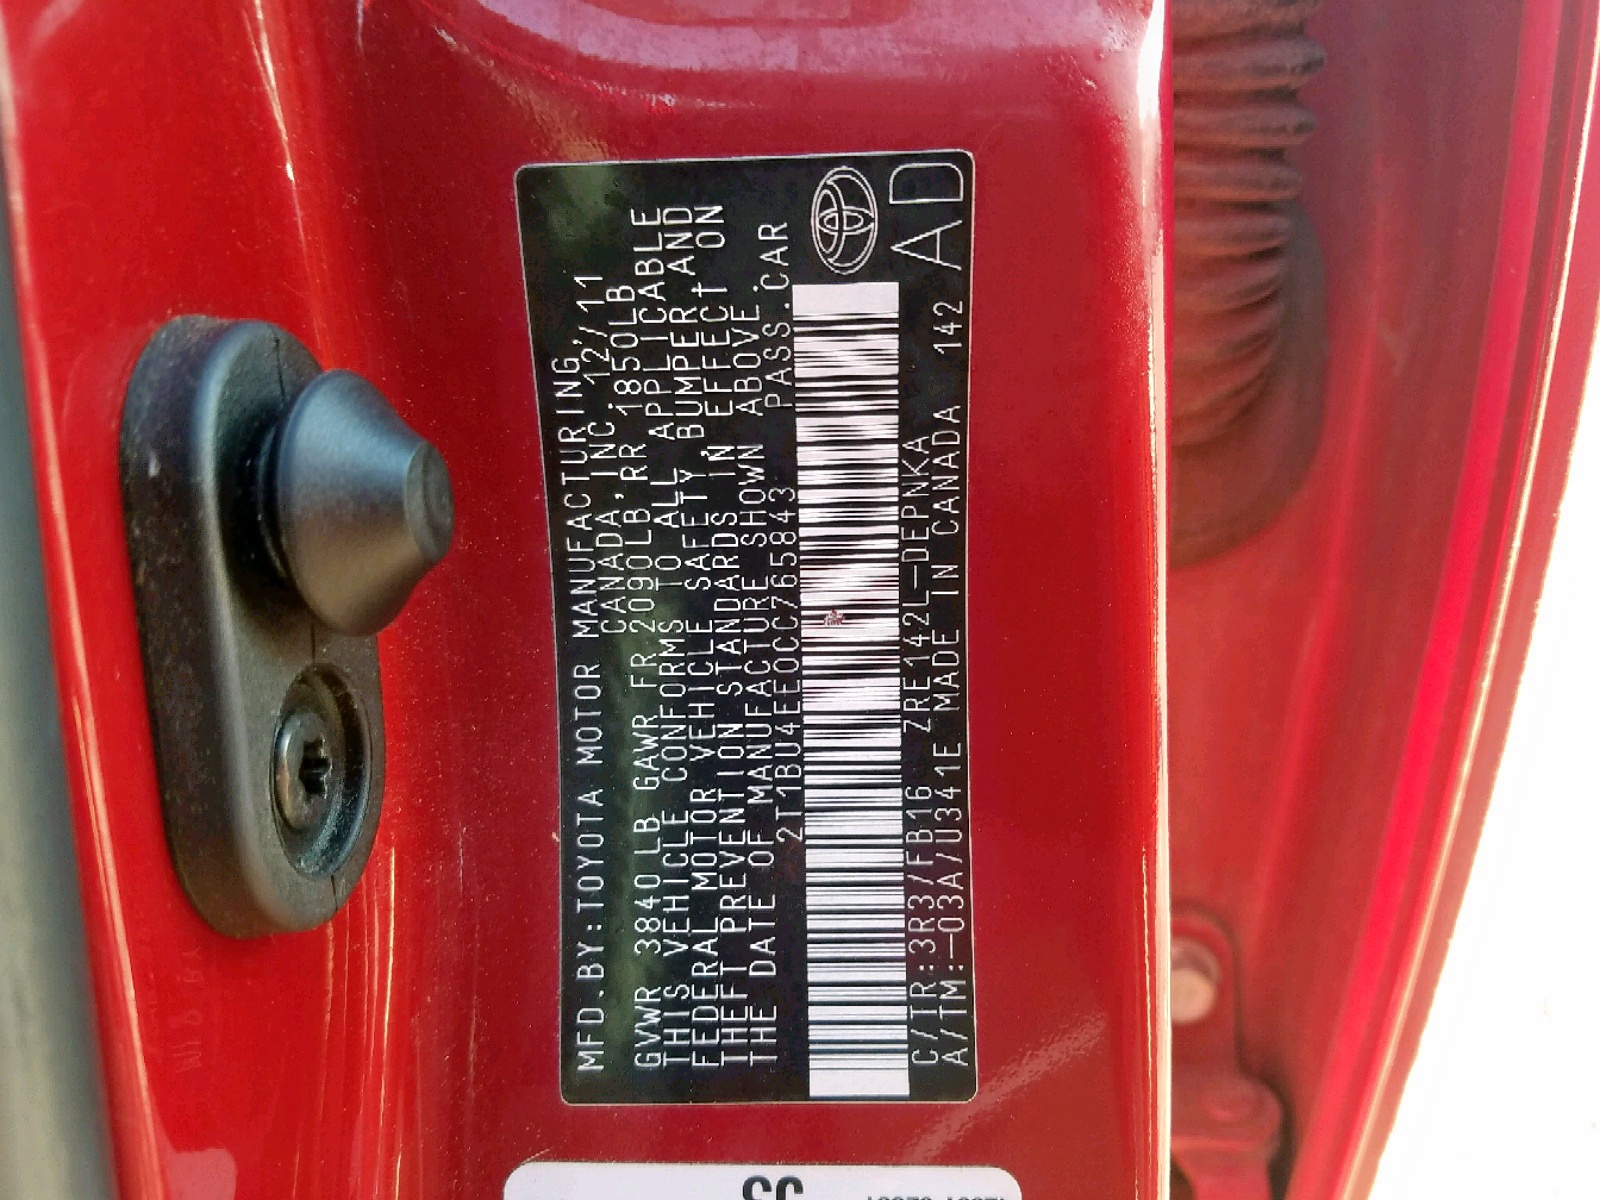 MFD.BY:TOYOTA MOTOR MANUFACTURING
CANADA,INC 12/11
GVWR 3840LB GAWR FR 2090LB,RR 1850LB
THIS VEHICLE CONFORMS TO ALL APPLICABLE
FEDERAL MOTOR VEHICLE SAFETY,BUMPER,AND
THEFT PREVENTION STANDARDS IN EFFECT ON
THE DATE OF MANUFACTURE SHOWN ABOVE.
2T1BU4EE0CC765843 PASS.CAR
C/TR:3R3/FB16 ZRE142L-DEPNKA
A/TM:-03A/U341E MADE IN CANADA 142
AD